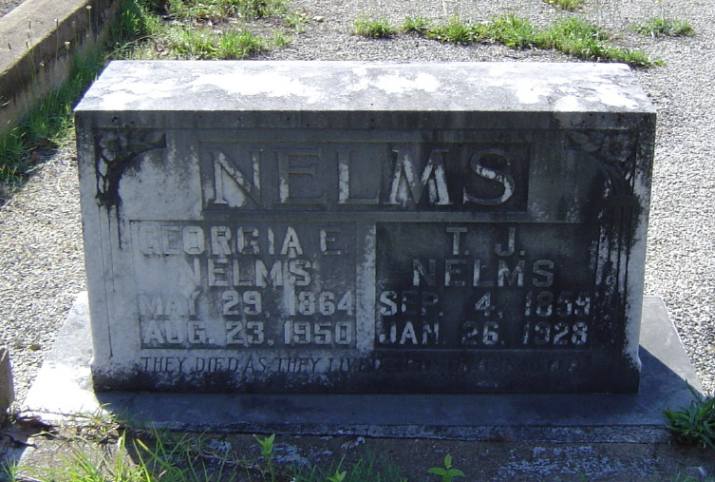 NELMS
GEORGIA E.
NELMS
MAY 29, 1864
AUG. 23, 1950
T. J.
NELMS
SEP. 4, 1859
JAN. 26, 1928
THEY DIED AS THEY LIVED